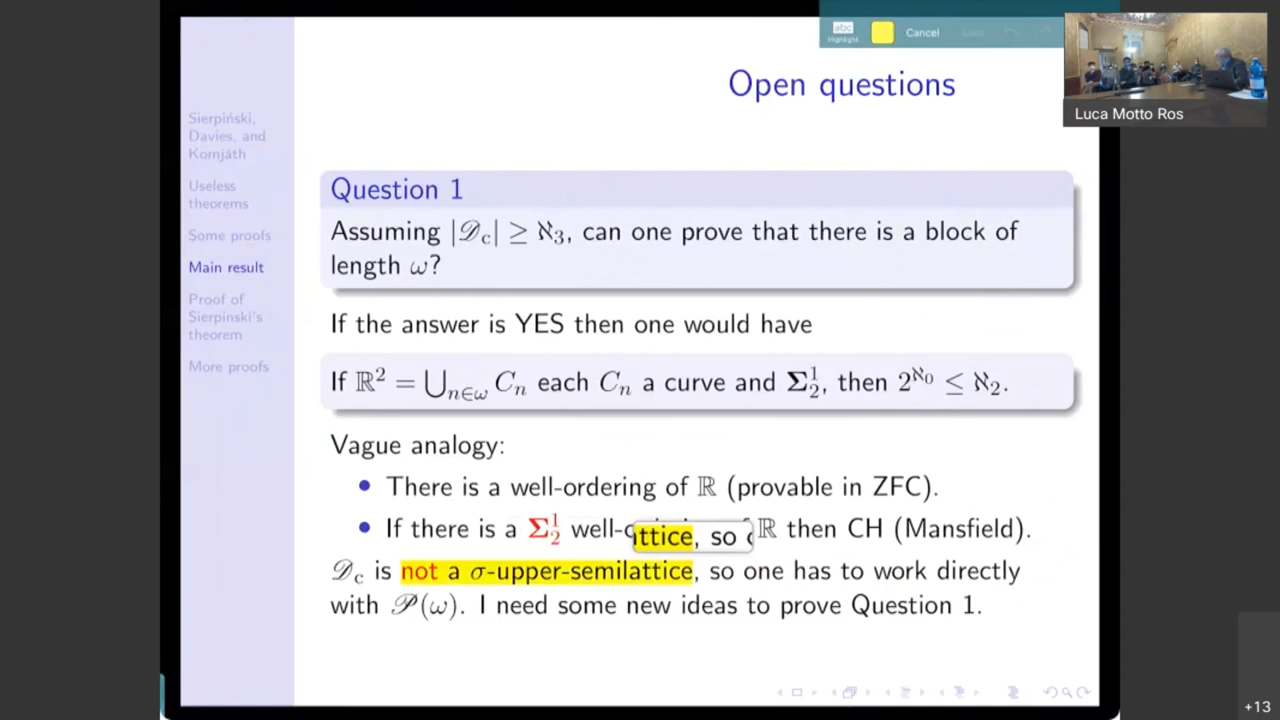 abc
Highlight
Cancel
Luca Motto Ros
Open questions
Sierpiński,
Davies, and
Komjáth
Useless
theorems
Some proofs
Main result
Proof of
Sierpinski's
theorem
More proofs
Question 1
Assuming |𝒟c| ≥ ℵ₃, can one prove that there is a block of
length ω?
If the answer is YES then one would have
If ℝ² = ⋃n∈ω Cn each Cn a curve and Σ¹₂, then 2^ℵ₀ ≤ ℵ₂.
Vague analogy:
• There is a well-ordering of ℝ (provable in ZFC).
• If there is a Σ¹₂ ℝ then CH (Mansfield).
ttice, so
𝒟c is not a σ-upper-semilattice, so one has to work directly
with 𝒫(ω). I need some new ideas to prove Question 1.
+13